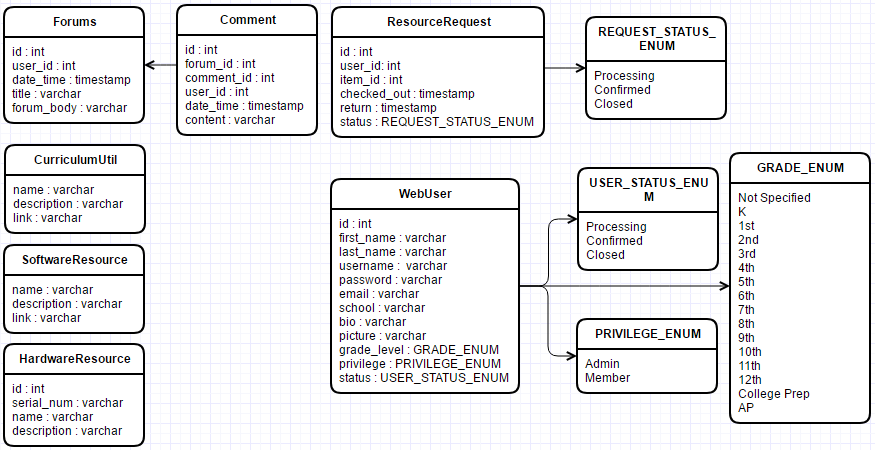 Forums
id : int
user_id : int
date_time : timestamp
title : varchar
forum_body : varchar
Comment
id : int
forum_id : int
comment_id : int
user_id : int
date_time : timestamp
content : varchar
ResourceRequest
id : int
user_id: int
item_id : int
checked_out : timestamp
return : timestamp
status : REQUEST_STATUS_ENUM
REQUEST_STATUS_
ENUM
Processing
Confirmed
Closed
CurriculumUtil
name : varchar
description : varchar
link : varchar
SoftwareResource
name : varchar
description : varchar
link : varchar
HardwareResource
id : int
serial_num : varchar
name : varchar
description : varchar
WebUser
id : int
first_name : varchar
last_name : varchar
username :  varchar
password : varchar
email : varchar
school : varchar
bio : varchar
picture : varchar
grade_level : GRADE_ENUM
privilege : PRIVILEGE_ENUM
status : USER_STATUS_ENUM
USER_STATUS_ENU
M
Processing
Confirmed
Closed
PRIVILEGE_ENUM
Admin
Member
GRADE_ENUM
Not Specified
K
1st
2nd
3rd
4th
5th
6th
7th
8th
9th
10th
11th
12th
College Prep
AP